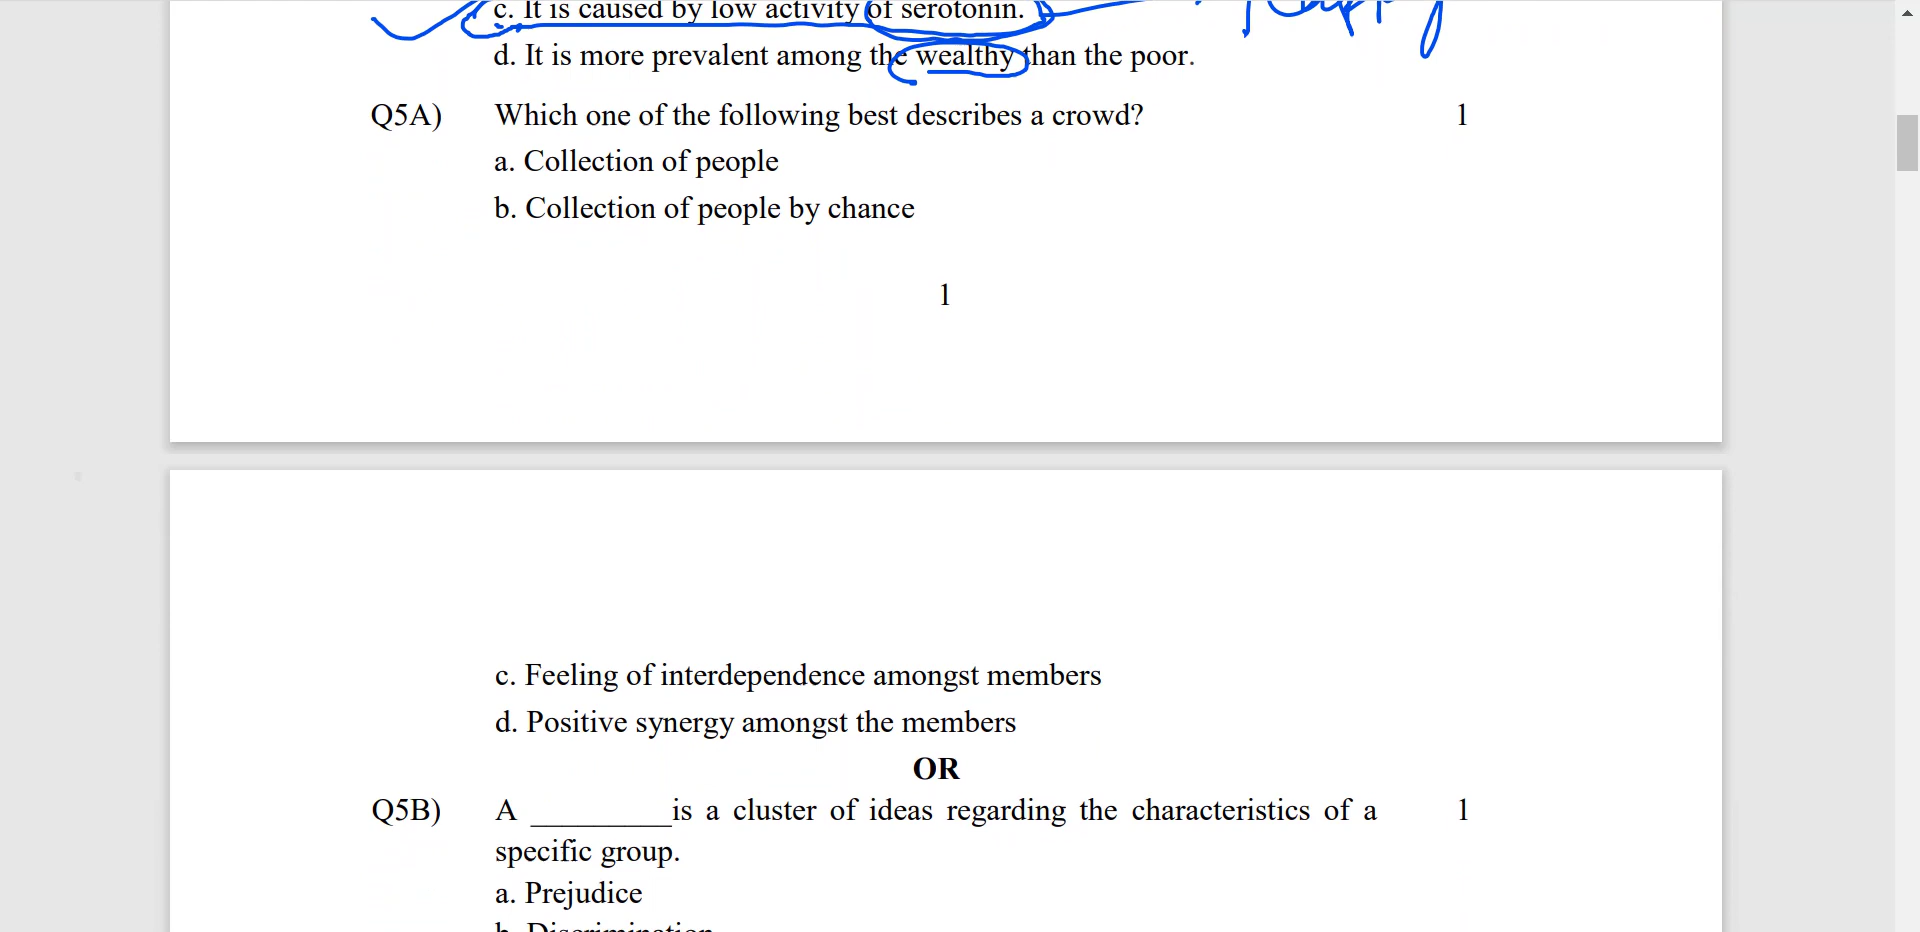 c. It is caused by low activity of serotonin.
d. It is more prevalent among the wealthy than the poor.
Q5A) Which one of the following best describes a crowd? 1
a. Collection of people
b. Collection of people by chance
1
c. Feeling of interdependence amongst members
d. Positive synergy amongst the members
OR
Q5B) A _________is a cluster of ideas regarding the characteristics of a 1
specific group.
a. Prejudice
b. Discrimination